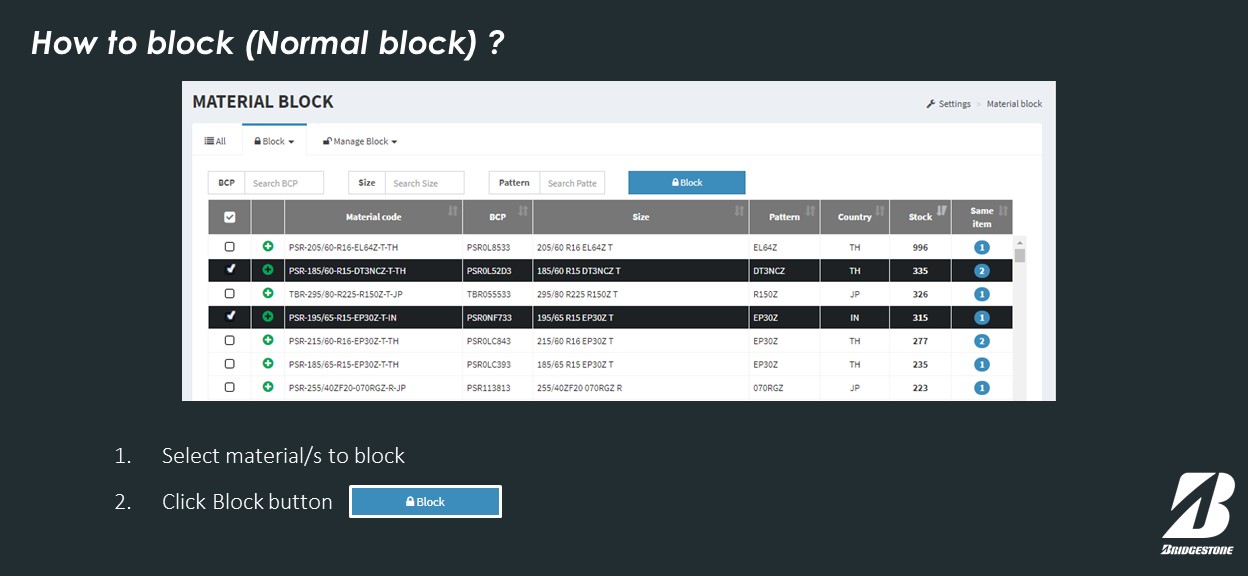 How to block (Normal block) ?
MATERIAL BLOCK
Settings > Material block
All Block Manage Block
BCP Search BCP Size Search Size Pattern Search Patte Block
Material code BCP Size Pattern Country Stock Same item
PSR-205/60-R16-EL64Z-T-TH PSR0L8533 205/60 R16 EL64Z T EL64Z TH 996 1
PSR-185/60-R15-DT3NCZ-T-TH PSR0L52D3 185/60 R15 DT3NCZ T DT3NCZ TH 335 2
TBR-295/80-R225-R150Z-T-JP TBR055533 295/80 R225 R150Z T R150Z JP 326 1
PSR-195/65-R15-EP30Z-T-IN PSR0NF733 195/65 R15 EP30Z T EP30Z IN 315 1
PSR-215/60-R16-EP30Z-T-TH PSR0LC843 215/60 R16 EP30Z T EP30Z TH 277 2
PSR-185/65-R15-EP30Z-T-TH PSR0LC393 185/65 R15 EP30Z T EP30Z TH 235 1
PSR-255/40ZF20-070RGZ-R-JP PSR113813 255/40ZF20 070RGZ R 070RGZ JP 223 1
1. Select material/s to block
2. Click Block button Block
BRIDGESTONE